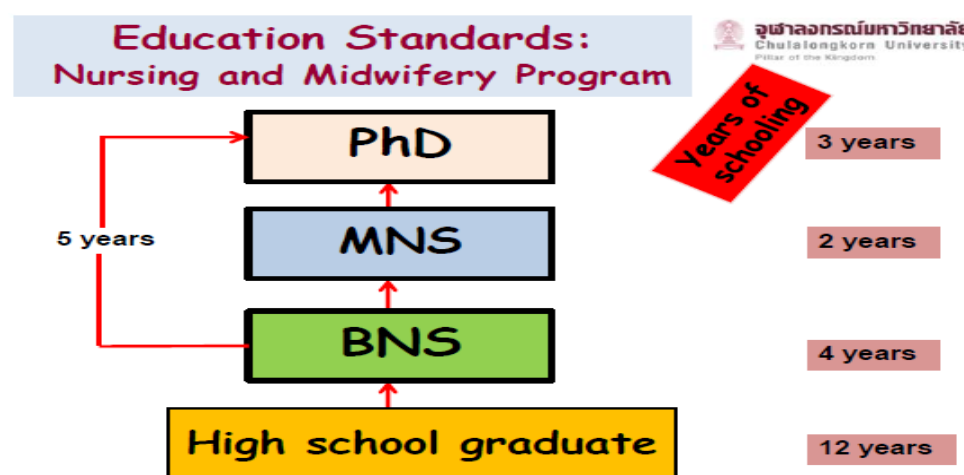 Education Standards:
Nursing and Midwifery Program
จุฬาลงกรณ์มหาวิทยาลัย
Chulalongkorn University
Pillar of the Kingdom
Years of
schooling
PhD
3 years
5 years
MNS
2 years
BNS
4 years
High school graduate
12 years